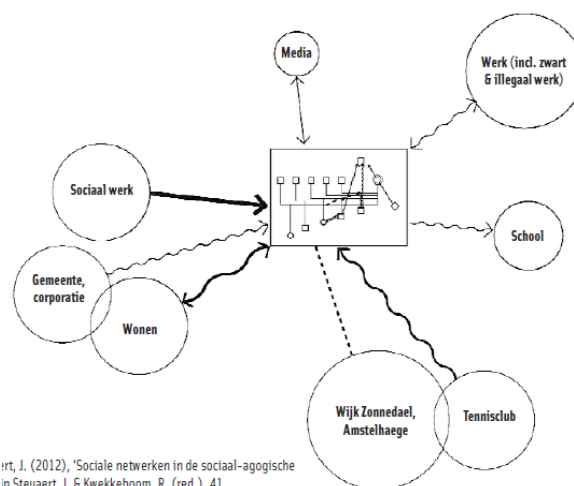 Media
Werk (incl. zwart
& illegaal werk)
Sociaal werk
School
Gemeente,
corporatie
Wonen
Wijk Zonnedael,
Amstelhaege
Tennisclub
J. (2012), 'Sociale netwerken in de sociaal-agogische
in Steyaert, J. & Kwekkeboom, R. (red.), 41